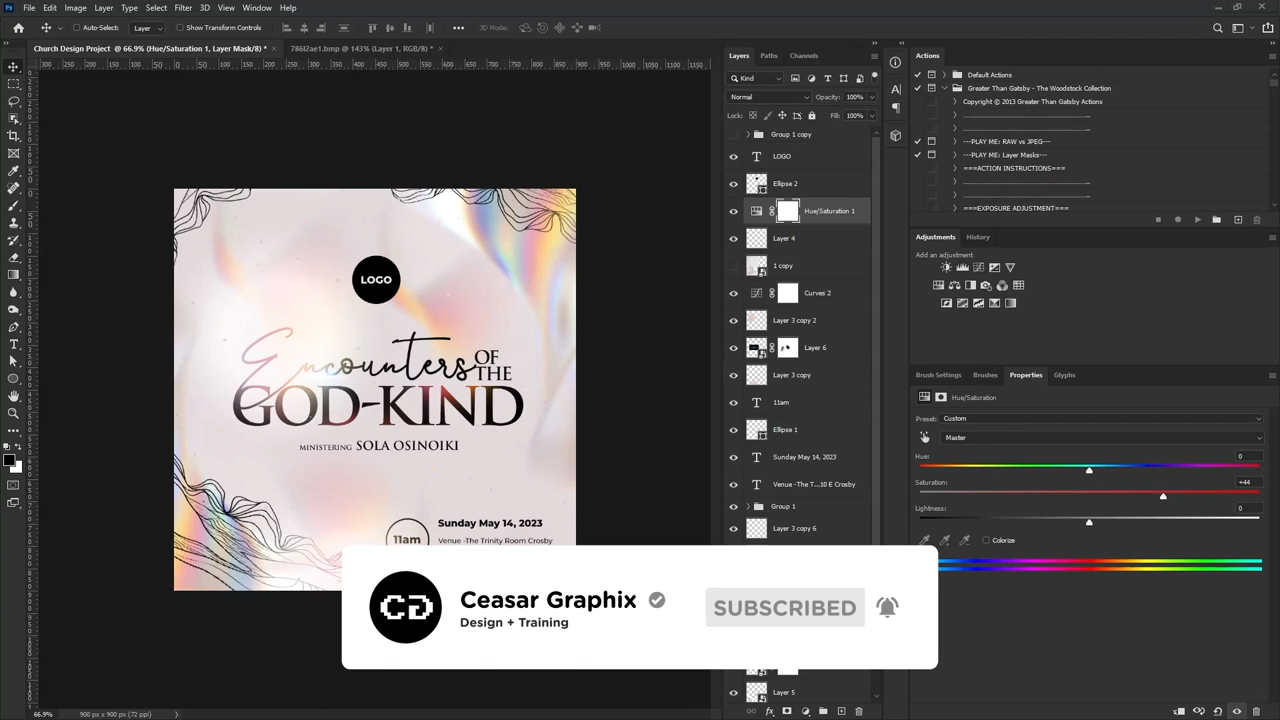 Ps File Edit Image Layer Type Select Filter 3D View Window Help
Auto-Select: Layer Show Transform Controls 3D Mode:
Church Design Project @ 66.9% (Hue/Saturation 1, Layer Mask/8) *
786l2ae1.bmp @ 143% (Layer 1, RGB/8) *
LOGO
Encounters OF THE
GOD-KIND
MINISTERING SOLA OSINOIKI
11am
Sunday May 14, 2023
Venue -The Trinity Room Crosby
66.9% 900 px x 900 px (72 ppi)
Layers Paths Channels
Kind
Normal Opacity: 100%
Lock: Fill: 100%
Group 1 copy
LOGO
Ellipse 2
Hue/Saturation 1
Layer 4
1 copy
Curves 2
Layer 3 copy 2
Layer 6
Layer 3 copy
11am
Ellipse 1
Sunday May 14, 2023
Venue -The T...10 E Crosby
Group 1
Layer 3 copy 6
Layer 5
Actions
Default Actions
Greater Than Gatsby - The Woodstock Collection
Copyright © 2013 Greater Than Gatsby Actions
---PLAY ME: RAW vs JPEG---
---PLAY ME: Layer Masks---
===ACTION INSTRUCTIONS===
===EXPOSURE ADJUSTMENT====
Adjustments History
Add an adjustment
Brush Settings Brushes Properties Glyphs
Hue/Saturation
Preset: Custom
Master
Hue: 0
Saturation: +44
Lightness: 0
Colorize
CG
Ceasar Graphix
Design + Training
SUBSCRIBED